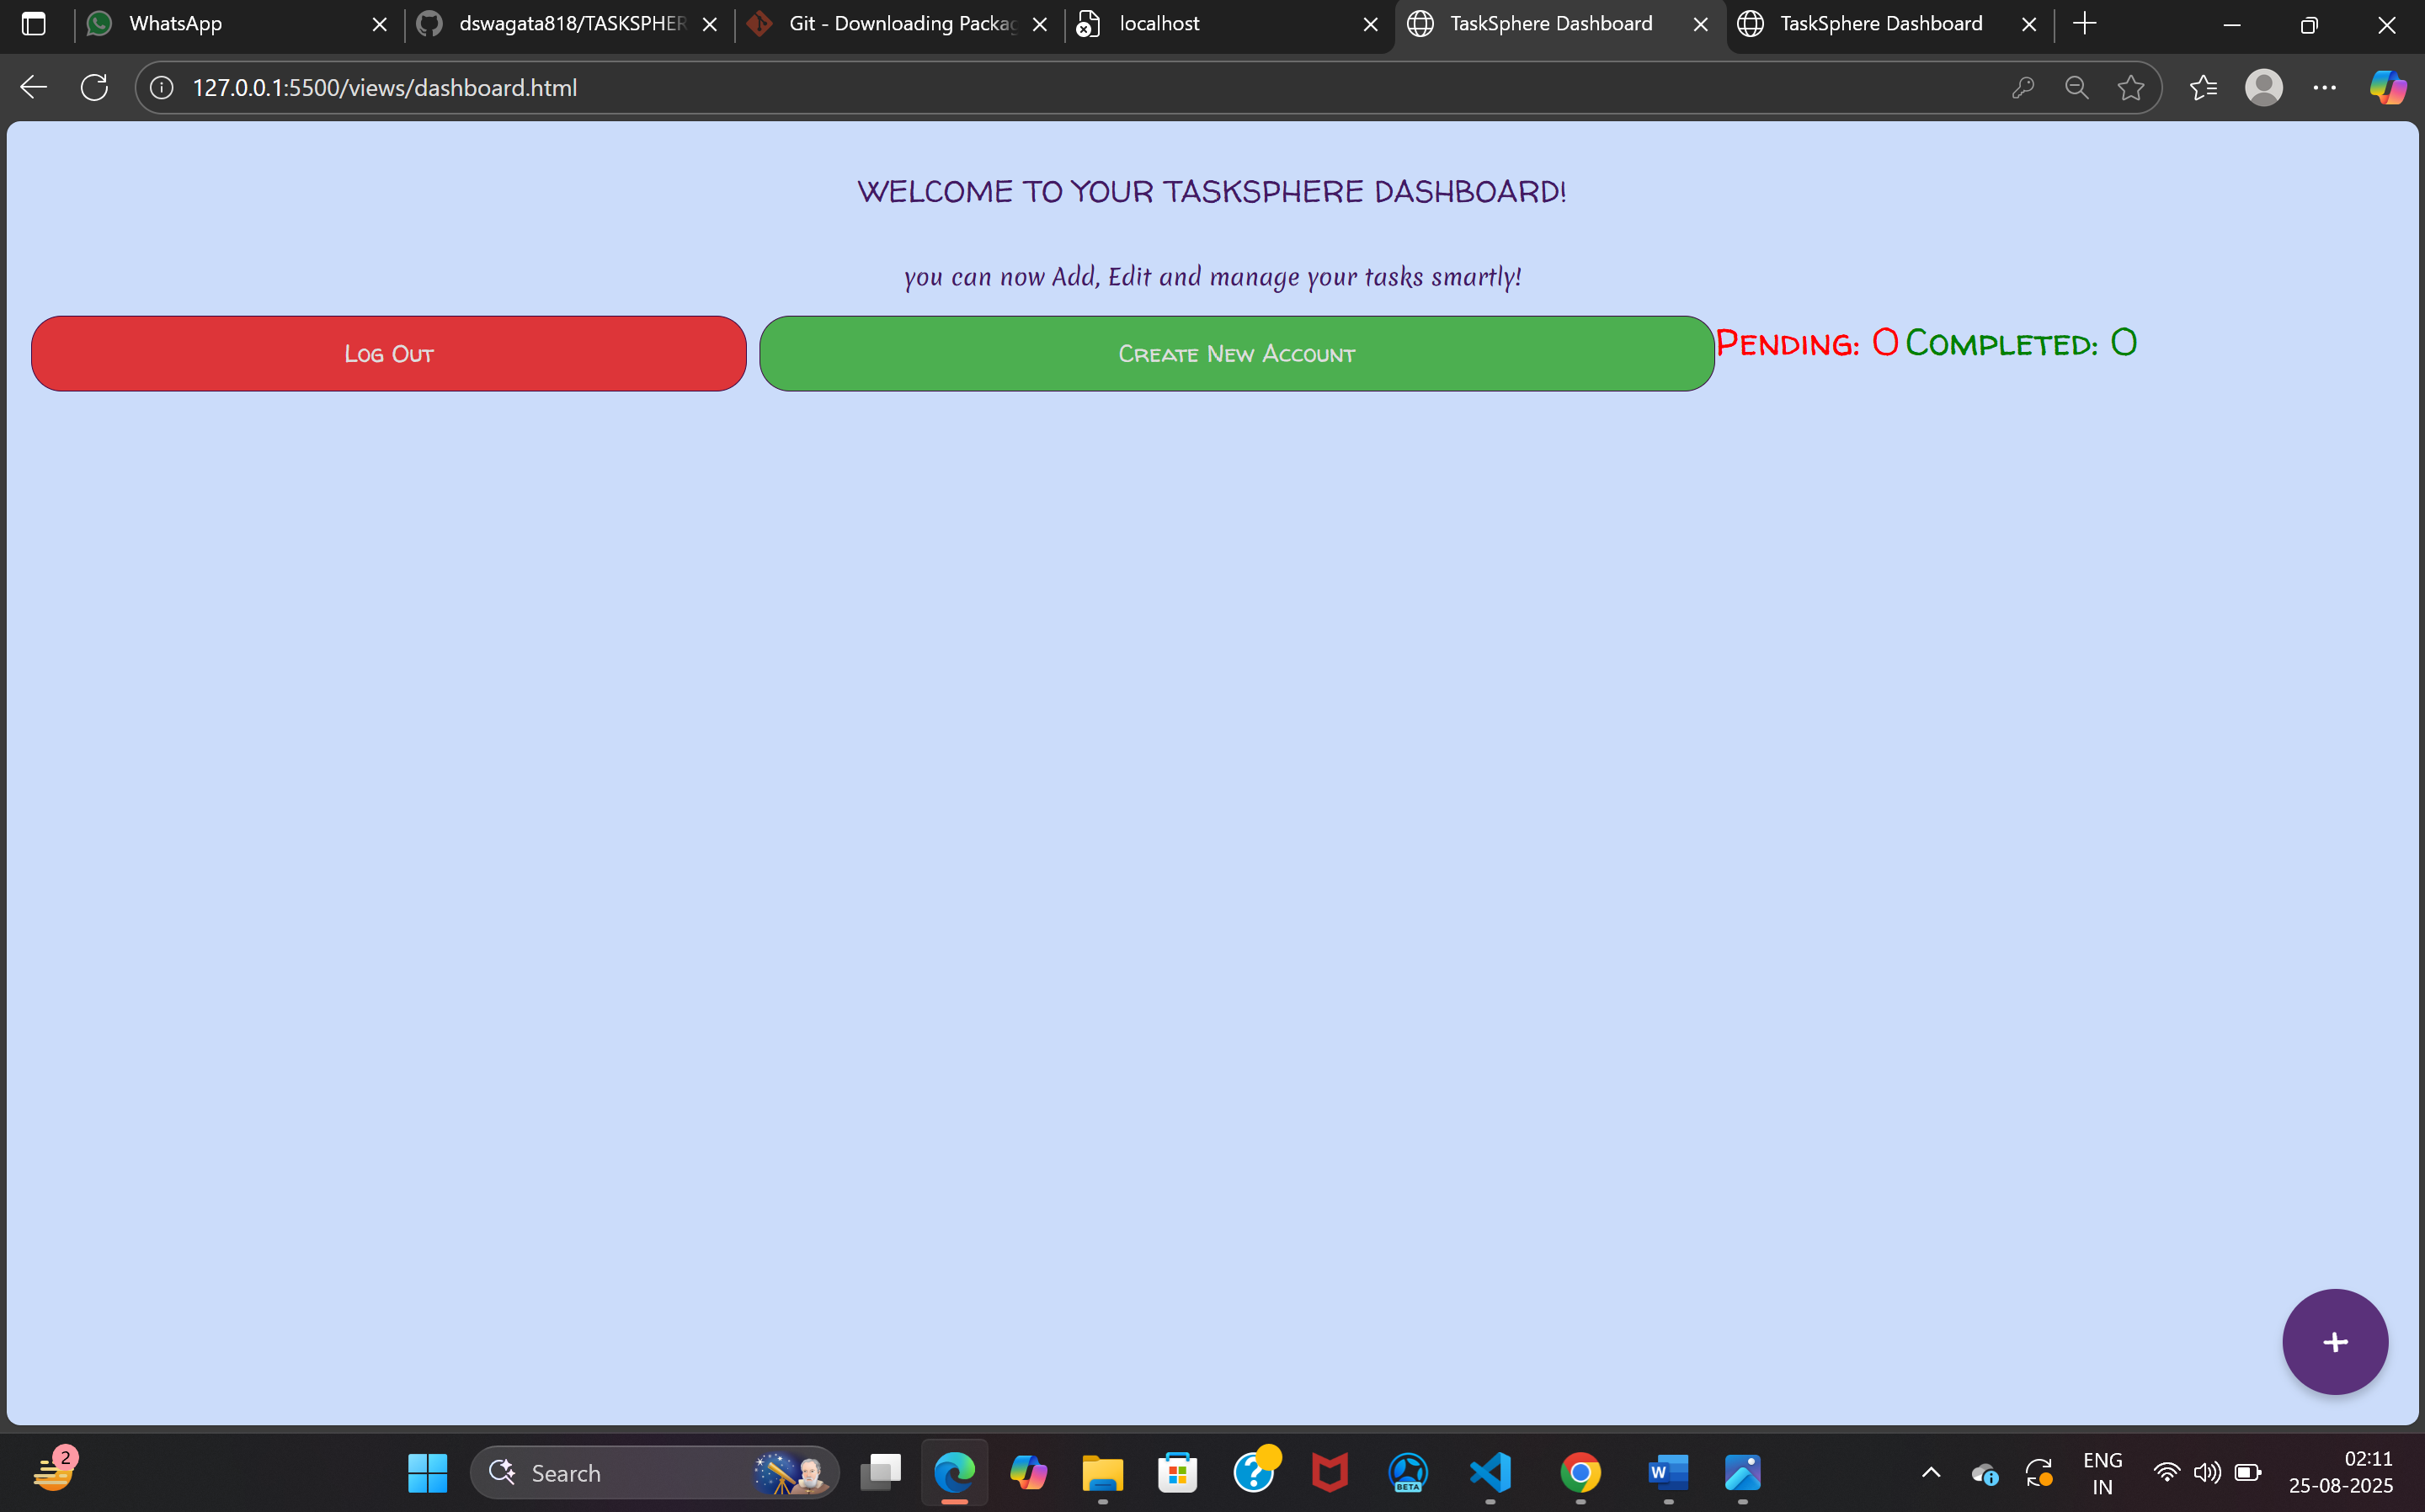 WhatsApp
dswagata818/TASKSPHER
Git - Downloading Packag
localhost
TaskSphere Dashboard
TaskSphere Dashboard
127.0.0.1:5500/views/dashboard.html
WELCOME TO YOUR TASKSPHERE DASHBOARD!
you can now Add, Edit and manage your tasks smartly!
Log Out
Create New Account
Pending: 0 Completed: 0
+
2
Search
BETA
W
ENG
IN
02:11
25-08-2025